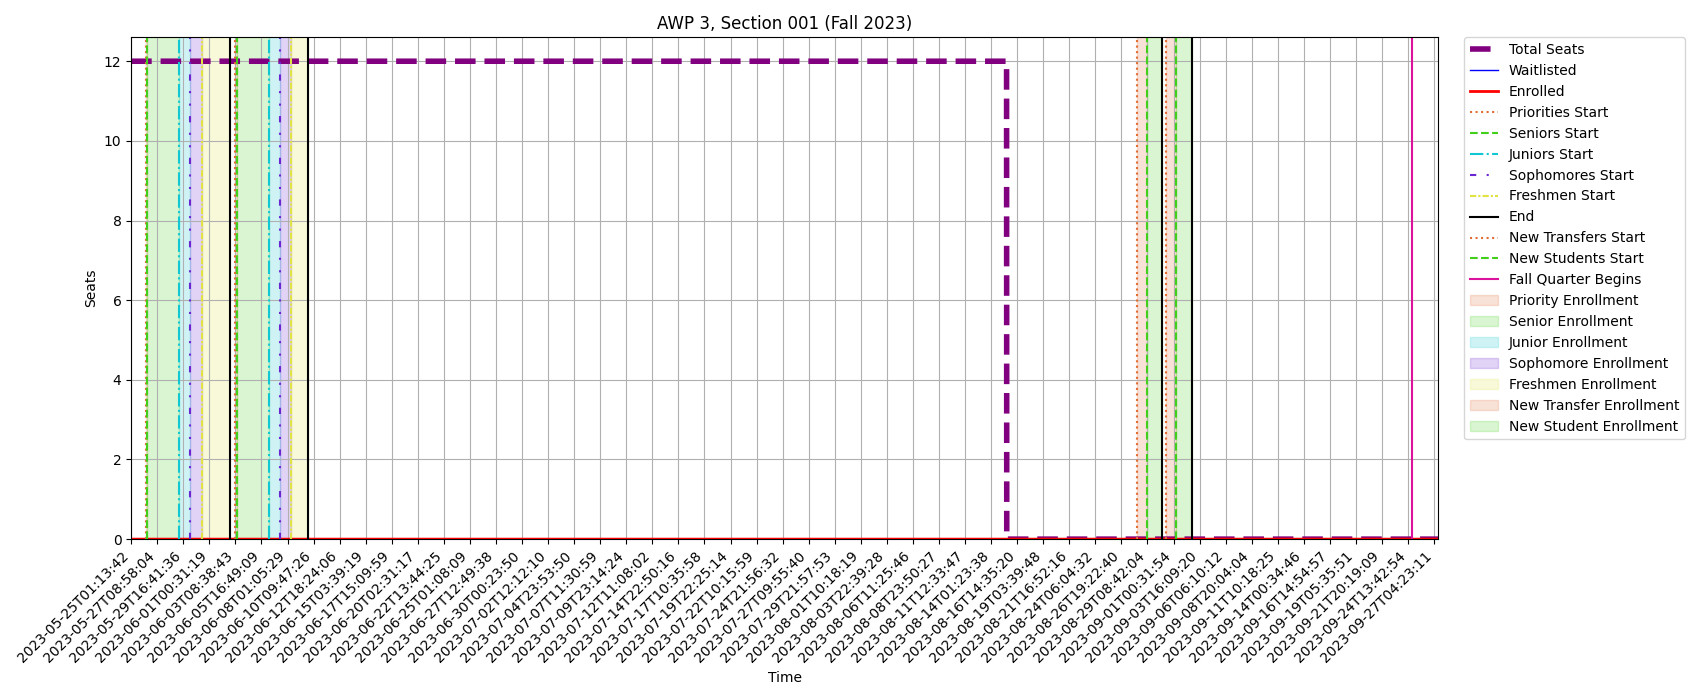 AWP 3, Section 001 (Fall 2023)
Seats
12
10
8
6
4
2
0
2023-05-25T01:13:42
2023-05-27T08:58:04
2023-05-29T16:41:36
2023-06-01T00:31:19
2023-06-03T08:38:43
2023-06-05T16:49:09
2023-06-08T01:05:29
2023-06-10T09:47:26
2023-06-12T18:24:06
2023-06-15T03:39:19
2023-06-17T15:09:59
2023-06-20T02:31:17
2023-06-22T13:44:25
2023-06-25T01:08:09
2023-06-27T12:49:38
2023-06-30T00:23:50
2023-07-02T12:12:10
2023-07-04T23:53:50
2023-07-07T11:30:59
2023-07-09T23:14:24
2023-07-12T11:08:02
2023-07-14T22:50:16
2023-07-17T10:35:58
2023-07-19T22:25:14
2023-07-22T10:15:59
2023-07-24T21:56:32
2023-07-27T09:55:40
2023-07-29T21:57:53
2023-08-01T10:18:19
2023-08-03T22:39:28
2023-08-06T11:25:46
2023-08-08T23:50:27
2023-08-11T12:33:47
2023-08-14T01:23:38
2023-08-16T14:35:20
2023-08-19T03:39:48
2023-08-21T16:52:16
2023-08-24T06:04:32
2023-08-26T19:22:40
2023-08-29T08:42:04
2023-09-01T00:31:54
2023-09-03T16:09:20
2023-09-06T06:10:12
2023-09-08T20:04:04
2023-09-11T10:18:25
2023-09-14T00:34:46
2023-09-16T14:54:57
2023-09-19T05:35:51
2023-09-21T20:19:09
2023-09-24T13:42:54
2023-09-27T04:23:11
Time
Total Seats
Waitlisted
Enrolled
Priorities Start
Seniors Start
Juniors Start
Sophomores Start
Freshmen Start
End
New Transfers Start
New Students Start
Fall Quarter Begins
Priority Enrollment
Senior Enrollment
Junior Enrollment
Sophomore Enrollment
Freshmen Enrollment
New Transfer Enrollment
New Student Enrollment